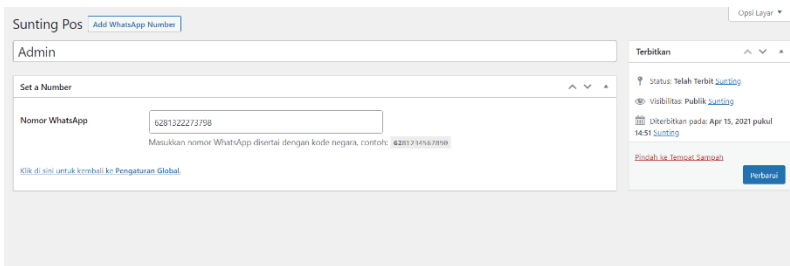 Opsi Layar
Sunting Pos Add WhatsApp Number
Admin
Set a Number
Nomor WhatsApp
6281322273798
Masukkan nomor WhatsApp disertai dengan kode negara, contoh: 6281234567890
Klik di sini untuk kembali ke Pengaturan Global.
Terbitkan
Status: Telah Terbit Sunting
Visibilitas: Publik Sunting
Diterbitkan pada: Apr 15, 2021 pukul
14:51 Sunting
Pindah ke Tempat Sampah
Perbarui